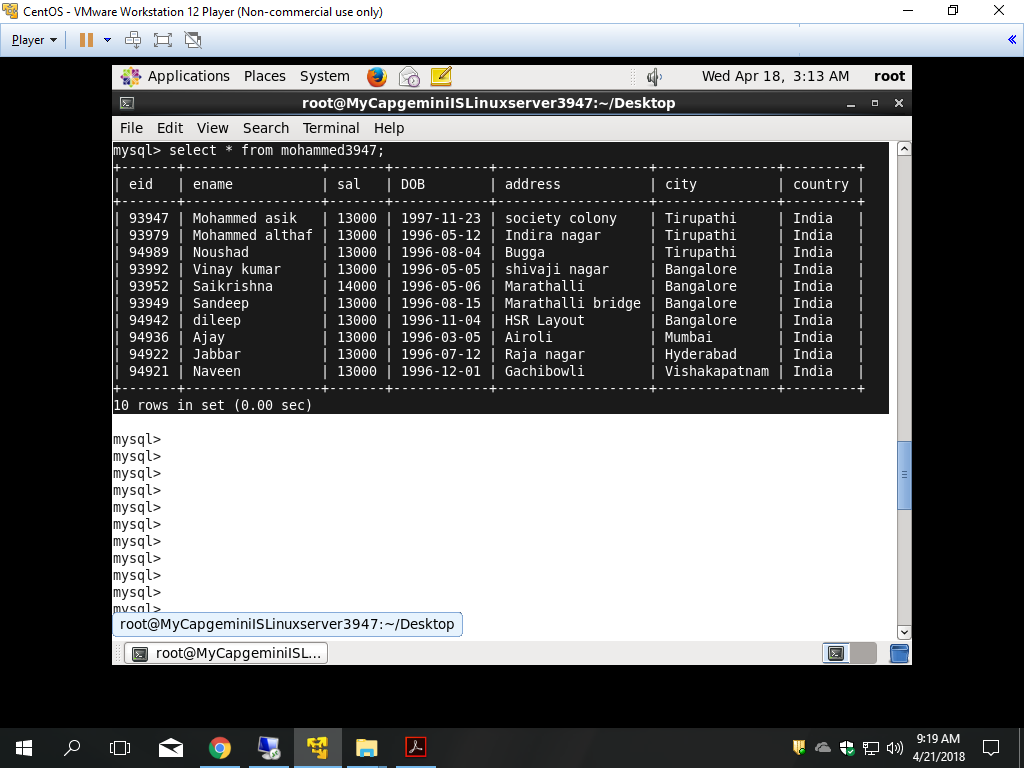 CentOS - VMware Workstation 12 Player (Non-commercial use only)
Player
Applications Places System Wed Apr 18, 3:13 AM root
root@MyCapgeminiISLinuxserver3947:~/Desktop
File Edit View Search Terminal Help
mysql> select * from mohammed3947;
+-------+-----------------+-------+------------+-------------------+---------------+---------+
| eid | ename | sal | DOB | address | city | country |
+-------+-----------------+-------+------------+-------------------+---------------+---------+
| 93947 | Mohammed asik | 13000 | 1997-11-23 | society colony | Tirupathi | India |
| 93979 | Mohammed althaf | 13000 | 1996-05-12 | Indira nagar | Tirupathi | India |
| 94989 | Noushad | 13000 | 1996-08-04 | Bugga | Tirupathi | India |
| 93992 | Vinay kumar | 13000 | 1996-05-05 | shivaji nagar | Bangalore | India |
| 93952 | Saikrishna | 14000 | 1996-05-06 | Marathalli | Bangalore | India |
| 93949 | Sandeep | 13000 | 1996-08-15 | Marathalli bridge | Bangalore | India |
| 94942 | dileep | 13000 | 1996-11-04 | HSR Layout | Bangalore | India |
| 94936 | Ajay | 13000 | 1996-03-05 | Airoli | Mumbai | India |
| 94922 | Jabbar | 13000 | 1996-07-12 | Raja nagar | Hyderabad | India |
| 94921 | Naveen | 13000 | 1996-12-01 | Gachibowli | Vishakapatnam | India |
+-------+-----------------+-------+------------+-------------------+---------------+---------+
10 rows in set (0.00 sec)
mysql>
mysql>
mysql>
mysql>
mysql>
mysql>
mysql>
mysql>
mysql>
mysql>
mysql>
root@MyCapgeminiISLinuxserver3947:~/Desktop
root@MyCapgeminiISL...
9:19 AM
4/21/2018